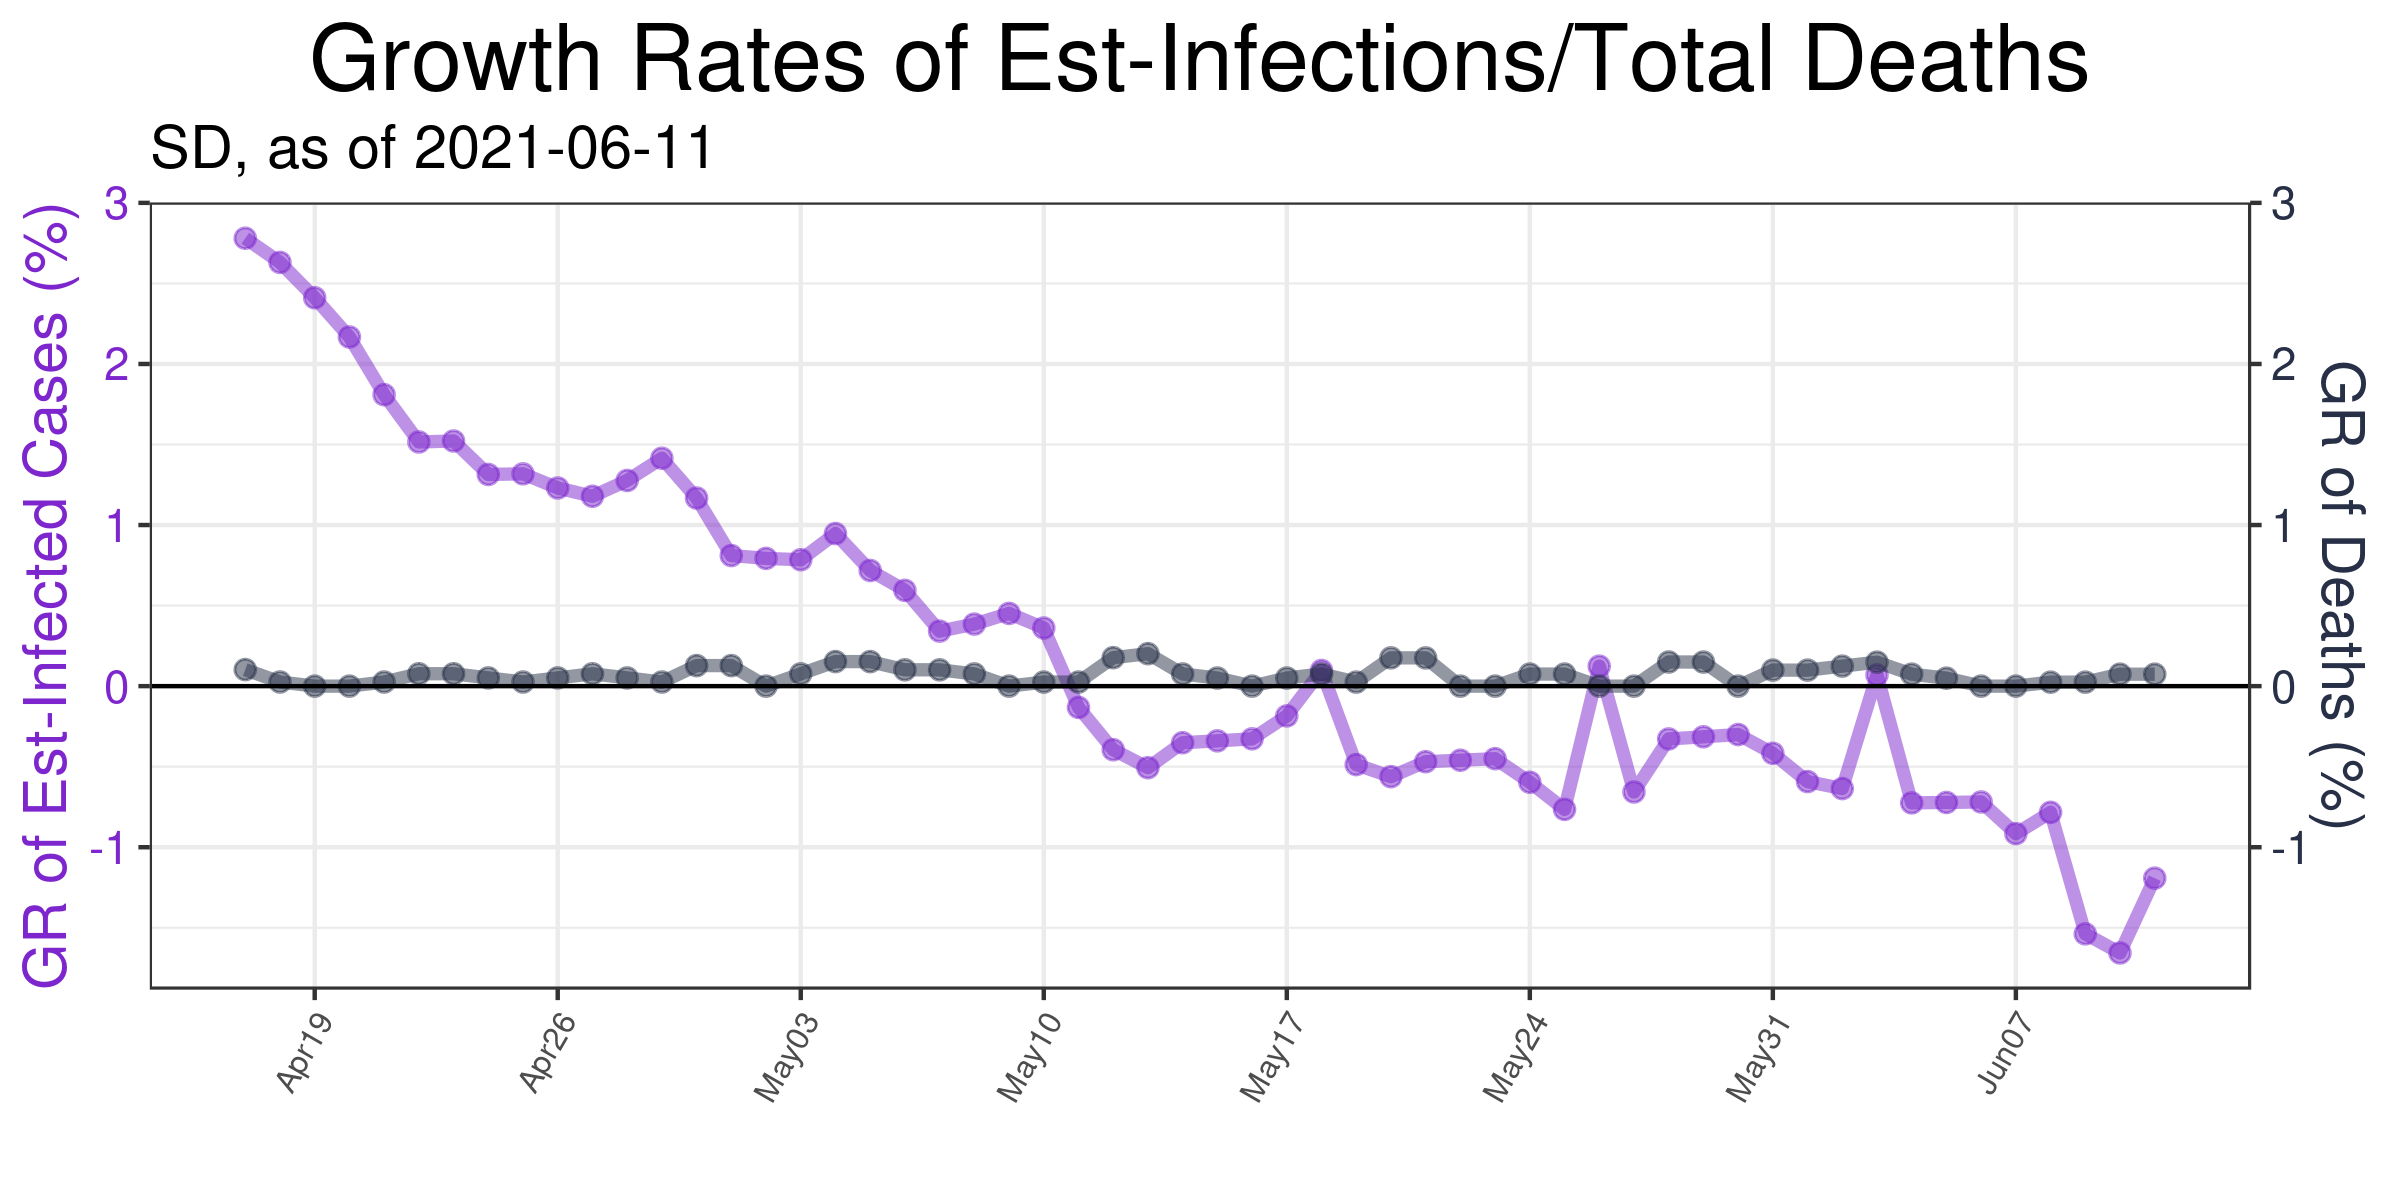 Growth Rates of Est-Infections/Total Deaths
SD, as of 2021-06-11
GR of Est-Infected Cases (%)
3
2
1
0
-1
3
2
1
0
-1
GR of Deaths (%)
Apr19
Apr26
May03
May10
May17
May24
May31
Jun07